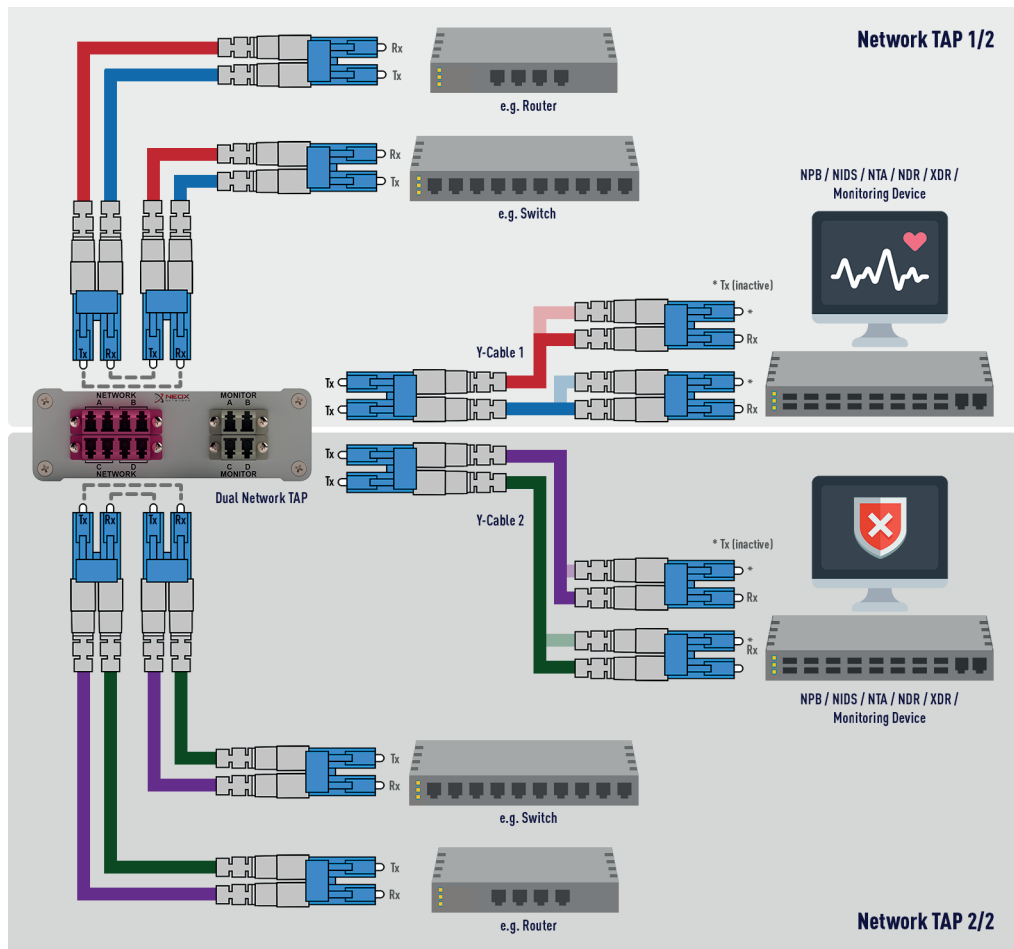 Network TAP 1/2
Rx
Tx
e.g. Router
Rx
Tx
e.g. Switch
NPB / NIDS / NTA / NDR / XDR /
Monitoring Device
* Tx (inactive)
*
Rx
Y-Cable 1
Tx
Tx
*
Rx
Tx
Rx
Tx
Rx
NETWORK
A B
NEOX
NETWORKS
MONITOR
A B
C D
NETWORK
C D
MONITOR
Dual Network TAP
Tx
Tx
Y-Cable 2
Tx
Rx
Tx
Rx
* Tx (inactive)
*
Rx
*
Rx
NPB / NIDS / NTA / NDR / XDR /
Monitoring Device
Tx
Rx
e.g. Switch
Tx
Rx
e.g. Router
Network TAP 2/2